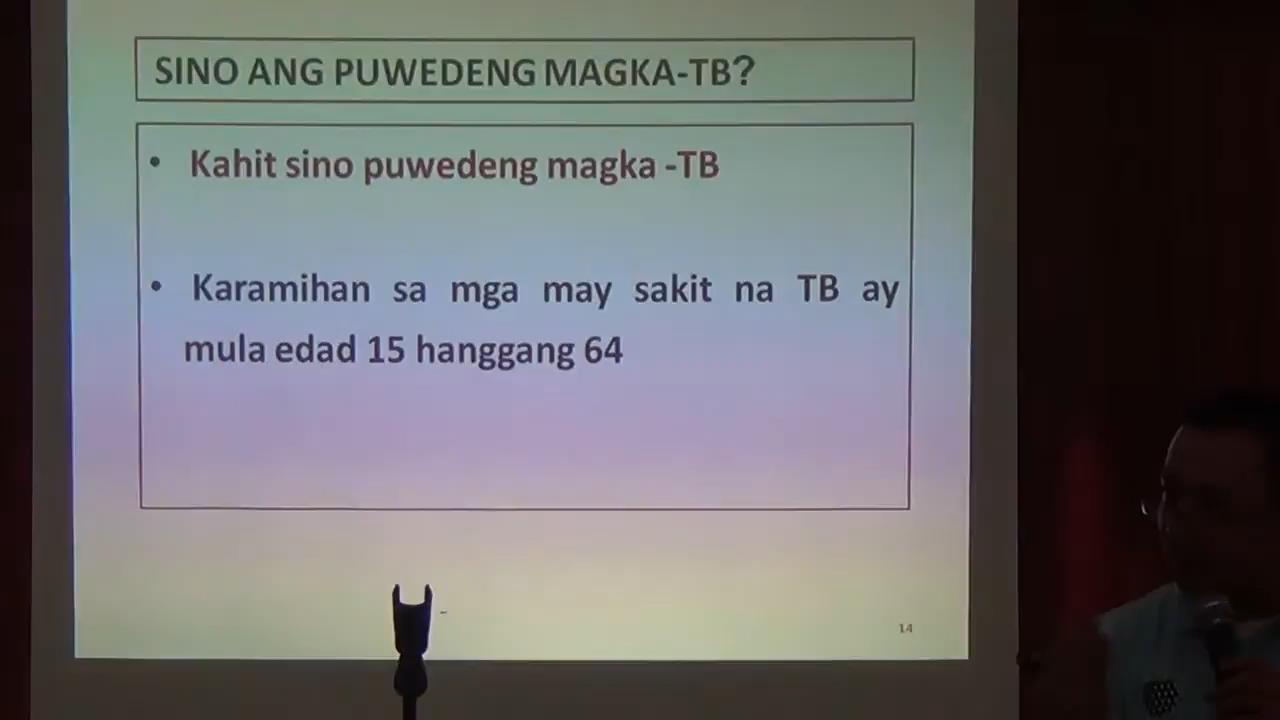 SINO ANG PUWEDENG MAGKA-TB?
• Kahit sino puwedeng magka -TB
• Karamihan sa mga may sakit na TB ay
mula edad 15 hanggang 64
14